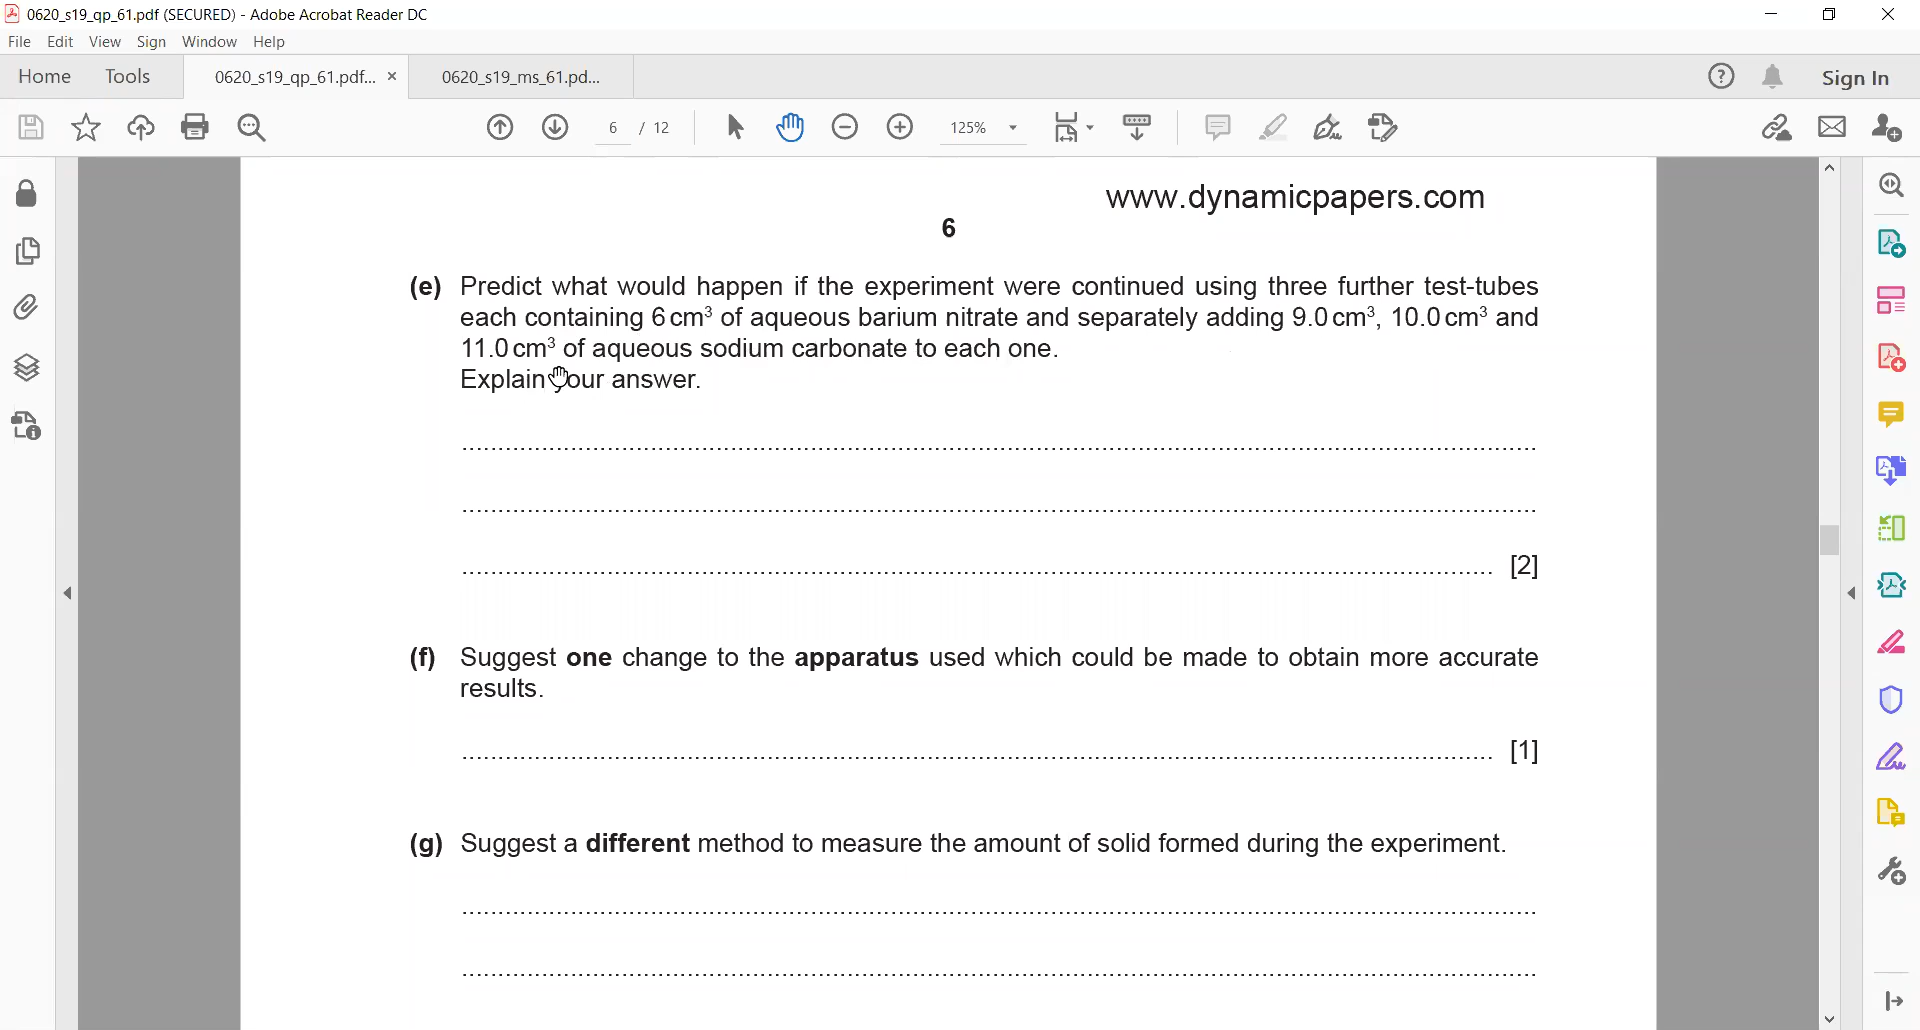 0620_s19_qp_61.pdf (SECURED) - Adobe Acrobat Reader DC
File Edit View Sign Window Help
Home Tools 0620_s19_qp_61.pdf... × 0620_s19_ms_61.pd... Sign In
6 / 12 125%
www.dynamicpapers.com
6
(e) Predict what would happen if the experiment were continued using three further test-tubes
each containing 6 cm³ of aqueous barium nitrate and separately adding 9.0 cm³, 10.0 cm³ and
11.0 cm³ of aqueous sodium carbonate to each one.
Explain your answer.
[2]
(f) Suggest one change to the apparatus used which could be made to obtain more accurate
results.
[1]
(g) Suggest a different method to measure the amount of solid formed during the experiment.